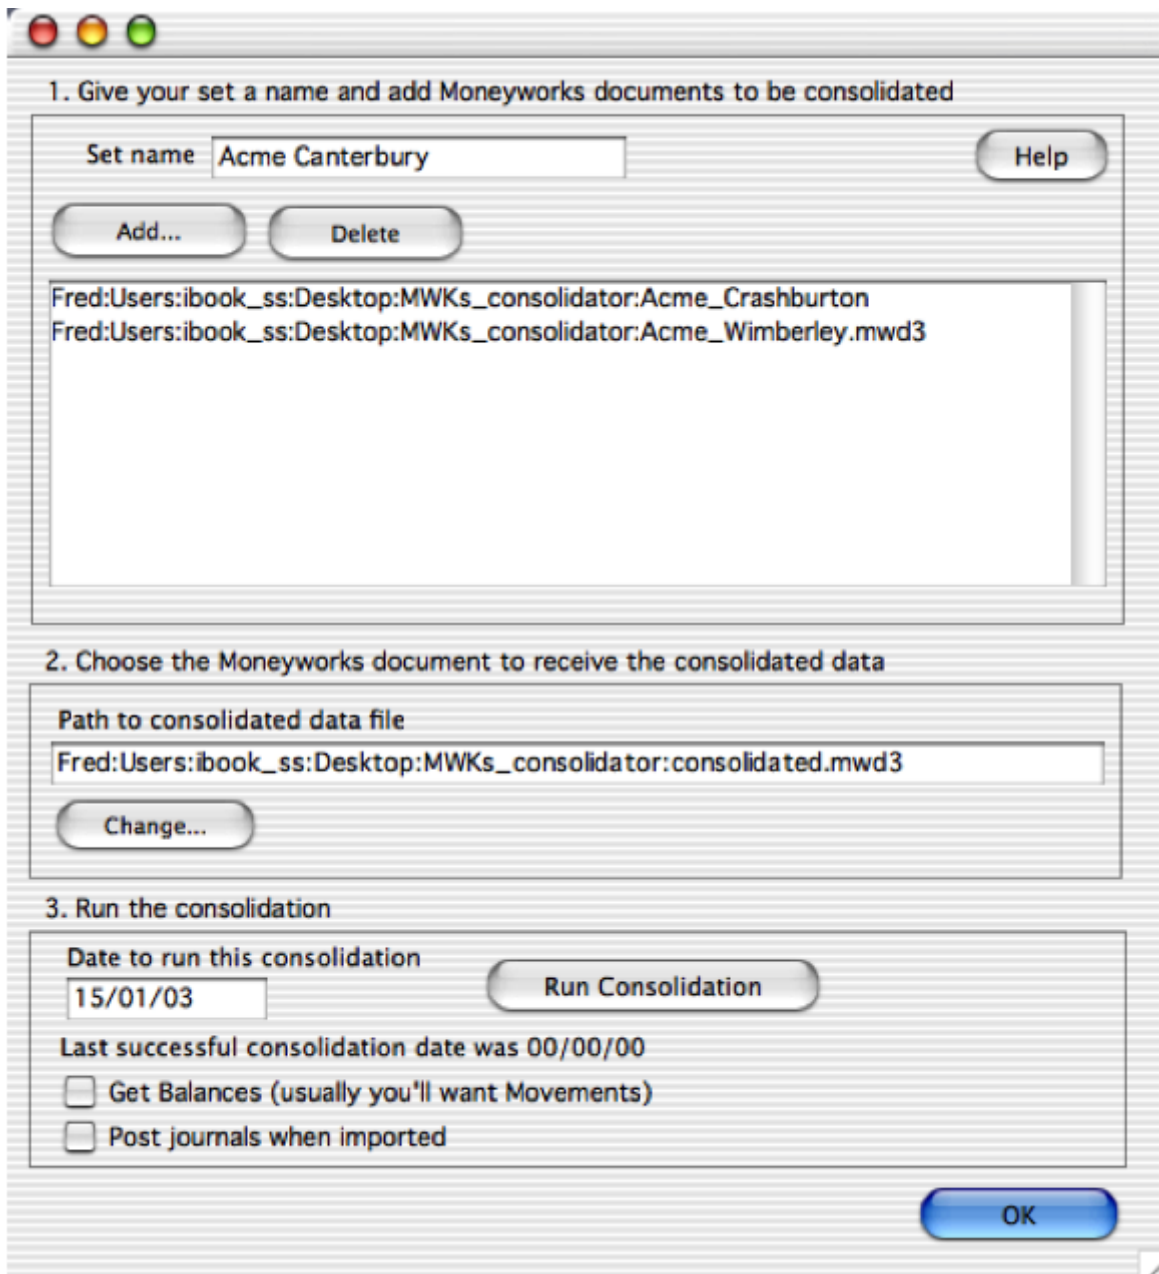 1. Give your set a name and add Moneyworks documents to be consolidated
Set name Acme Canterbury Help
Add... Delete
Fred:Users:ibook_ss:Desktop:MWKs_consolidator:Acme_Crashburton
Fred:Users:ibook_ss:Desktop:MWKs_consolidator:Acme_Wimberley.mwd3
2. Choose the Moneyworks document to receive the consolidated data
Path to consolidated data file
Fred:Users:ibook_ss:Desktop:MWKs_consolidator:consolidated.mwd3
Change...
3. Run the consolidation
Date to run this consolidation
15/01/03 Run Consolidation
Last successful consolidation date was 00/00/00
Get Balances (usually you'll want Movements)
Post journals when imported
OK